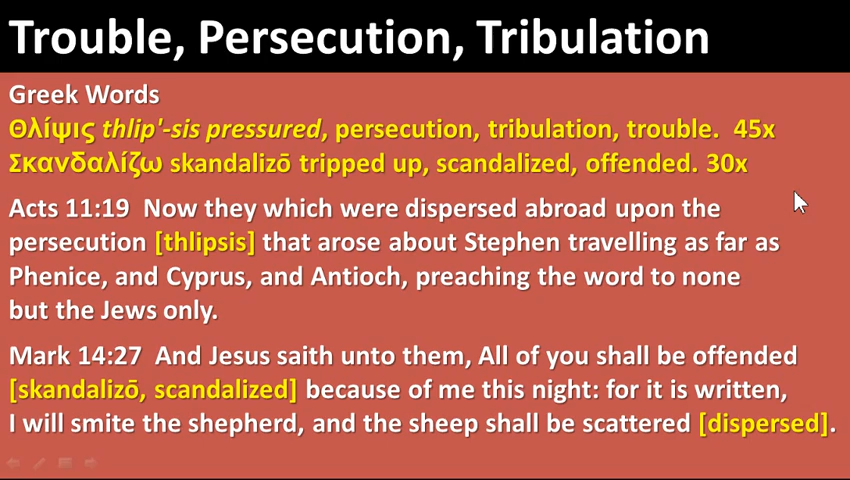 Trouble, Persecution, Tribulation
Greek Words
Θλίψις thlip'-sis pressured, persecution, tribulation, trouble. 45x
Σκανδαλίζω skandalizō tripped up, scandalized, offended. 30x
Acts 11:19 Now they which were dispersed abroad upon the
persecution [thlipsis] that arose about Stephen travelling as far as
Phenice, and Cyprus, and Antioch, preaching the word to none
but the Jews only.
Mark 14:27 And Jesus saith unto them, All of you shall be offended
[skandalizō, scandalized] because of me this night: for it is written,
I will smite the shepherd, and the sheep shall be scattered [dispersed].